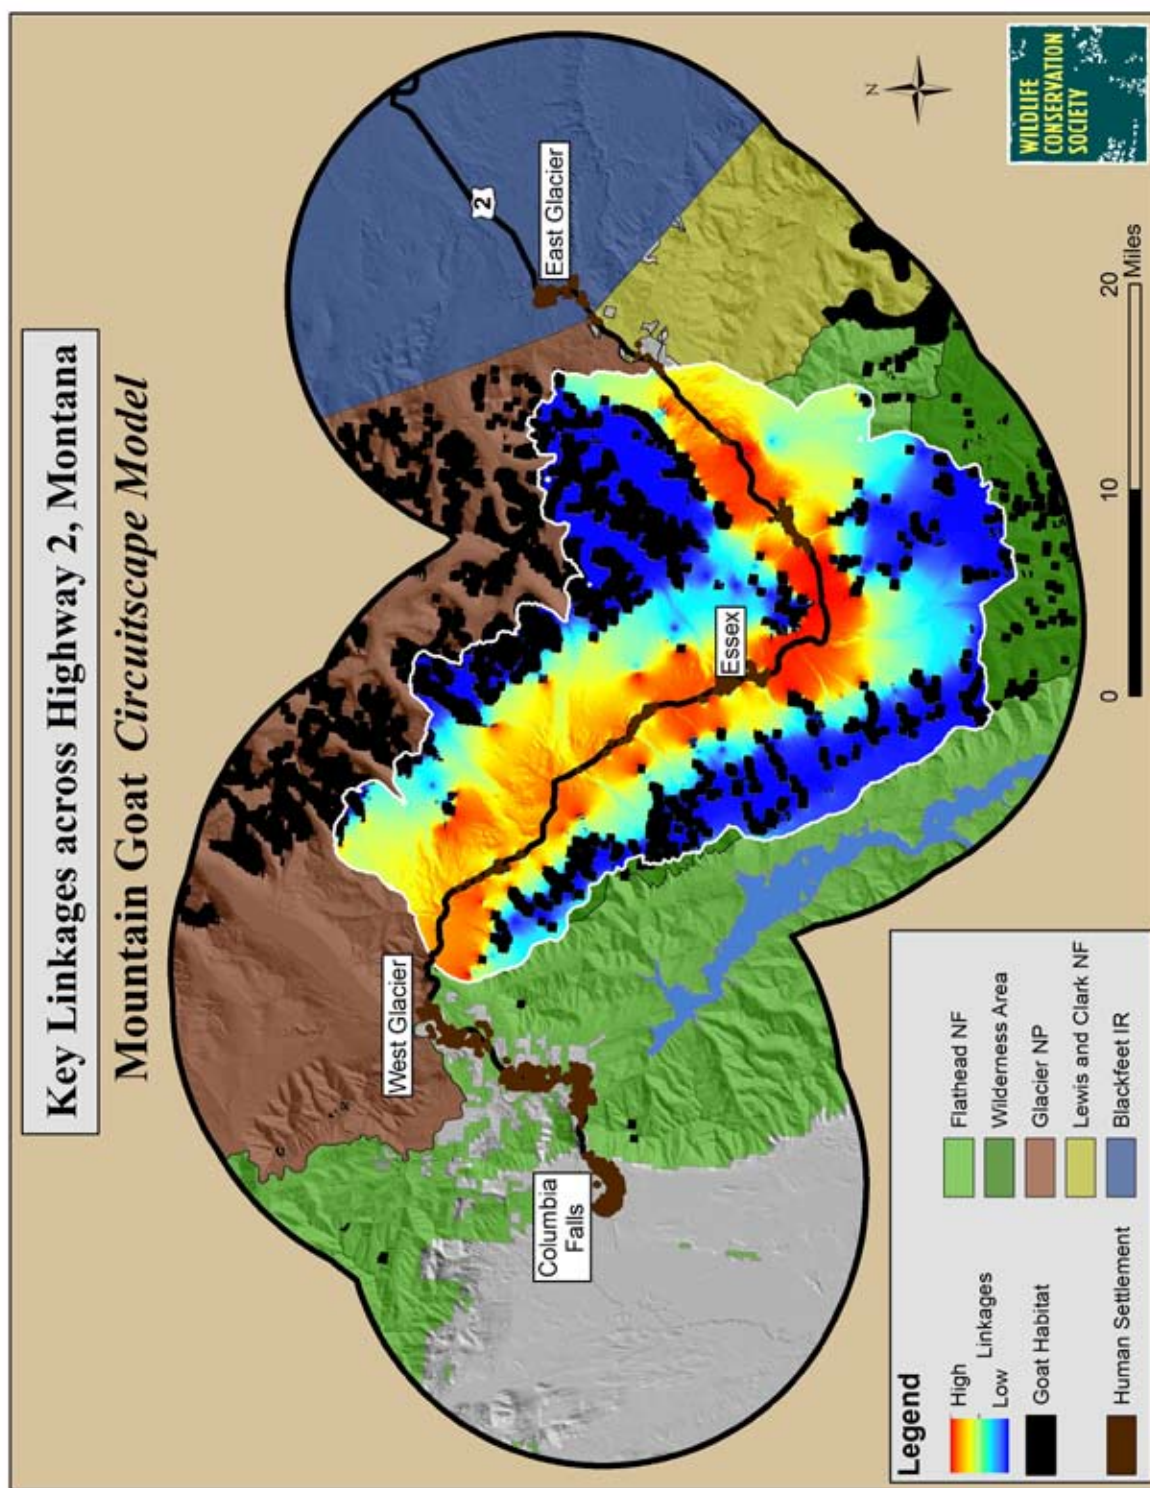 Key Linkages across Highway 2, Montana
Mountain Goat Circuitscape Model
West Glacier
Columbia
Falls
Essex
East Glacier
2
N
Legend
High
Linkages
Low
Goat Habitat
Human Settlement
Flathead NF
Wilderness Area
Glacier NP
Lewis and Clark NF
Blackfeet IR
0
10
20
Miles
WILDLIFE
CONSERVATION
SOCIETY